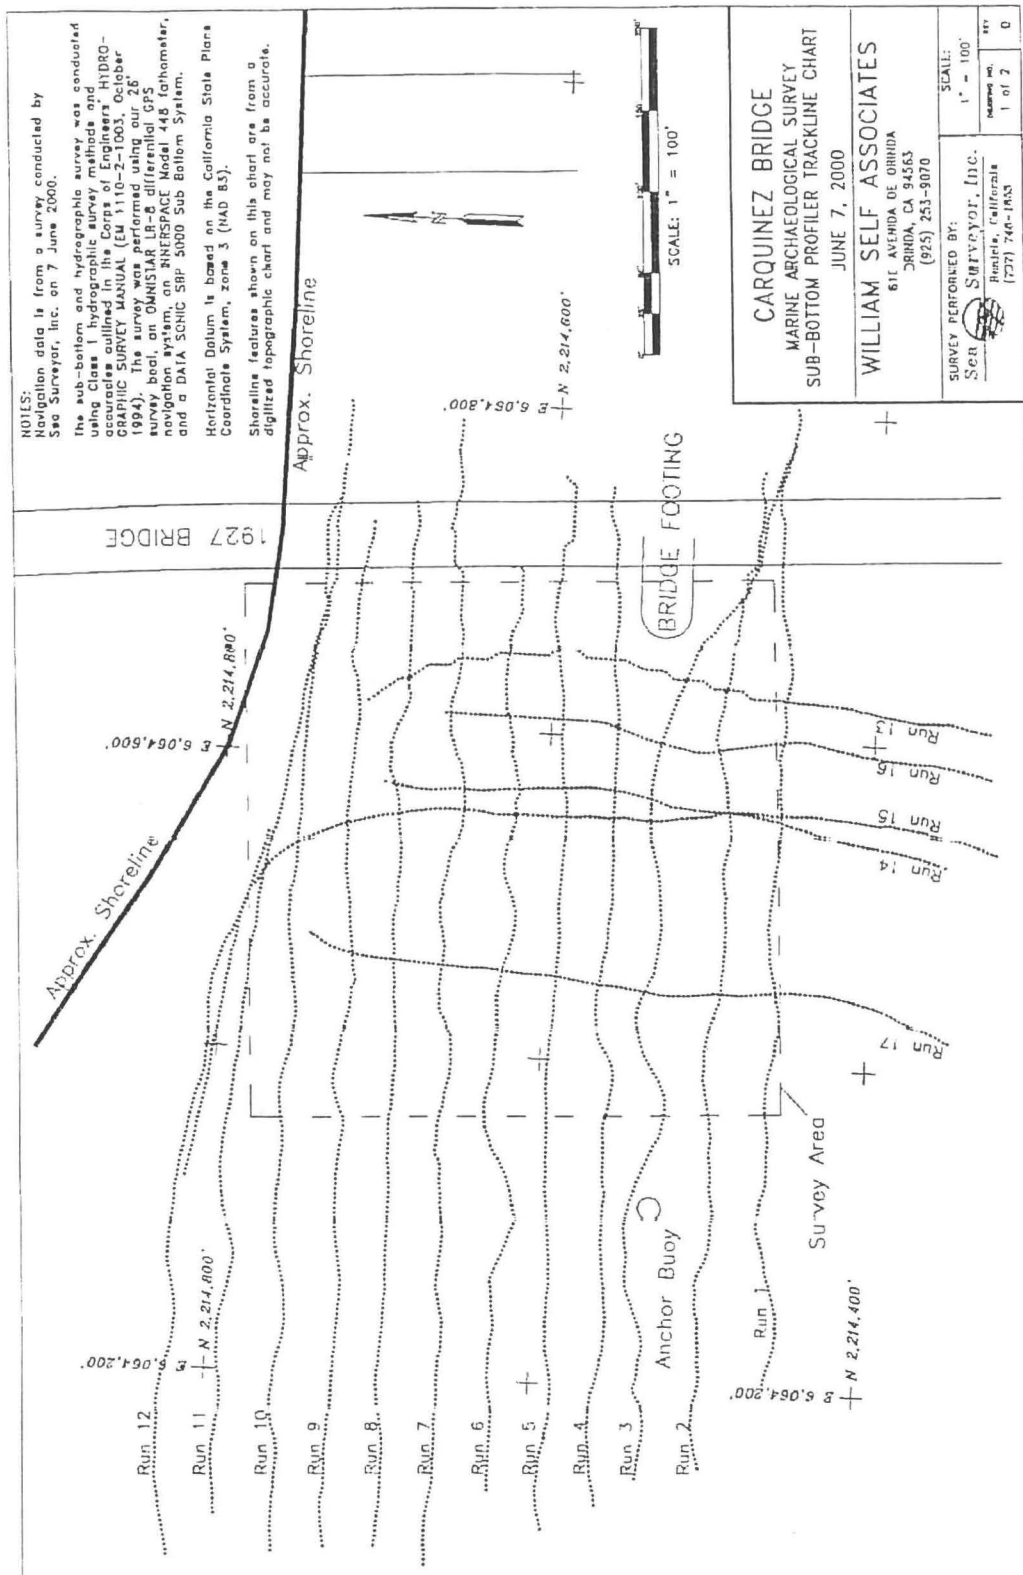 NOTES:
Navigation data is from a survey conducted by
Sea Surveyor, Inc. on 7 June 2000.
The sub-bottom and hydrographic survey was conducted
using Class 1 hydrographic survey methods and
accuracies outlined in the Corps of Engineers' HYDRO-
GRAPHIC SURVEY MANUAL (EM 1110-2-1003, October
1994). The survey was performed using our 26'
survey boat, an OMNISTAR LR-8 differential GPS
navigation system, an INNERSPACE Model 448 fathometer,
and a DATA SONIC SBP 5000 Sub Bottom System.
Horizontal Datum is based on the California State Plane
Coordinate System, zone 3 (NAD 83).
Shoreline features shown on this chart are from a
digitized topographic chart and may not be accurate.
Approx. Shoreline
Approx. Shoreline
1927 BRIDGE
N
SCALE: 1" = 100'
E 6,064,800'
N 2,214,600'
E 6,064,600'
N 2,214,800'
E 6,064,200'
N 2,214,800'
E 6,064,200'
N 2,214,400'
BRIDGE FOOTING
Run 12
Run 11
Run 10
Run 9
Run 8
Run 7
Run 6
Run 5
Run 4
Run 3
Run 2
Run 1
Run 13
Run 16
Run 15
Run 14
Run 17
Anchor Buoy
Survey Area
CARQUINEZ BRIDGE
MARINE ARCHAEOLOGICAL SURVEY
SUB-BOTTOM PROFILER TRACKLINE CHART
JUNE 7, 2000
WILLIAM SELF ASSOCIATES
61E AVENIDA DE ORINDA
ORINDA, CA 94563
(925) 253-9070
SURVEY PERFORMED BY:
Sea Surveyor, Inc.
Benicia, California
SCALE:
1" = 100'
DRAWING NO.
1 of 2
REV
0